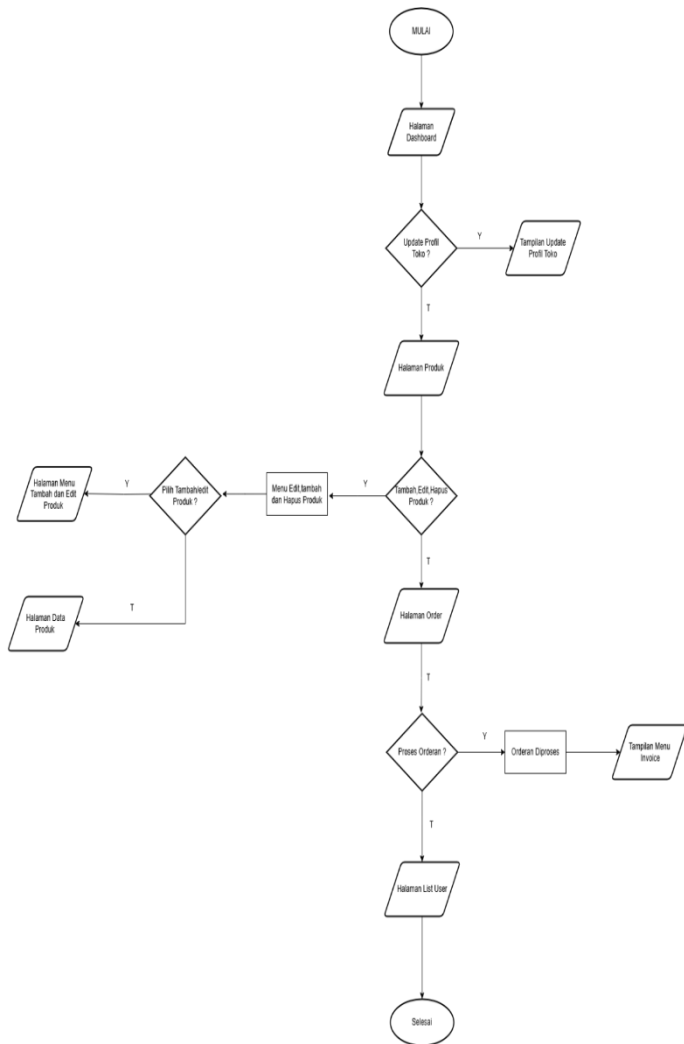 MULAI
Halaman
Dashboard
Update Profil
Toko ?
Y
Tampilan Update
Profil Toko
T
Halaman Produk
Tambah,Edit,Hapus
Produk ?
Y
Menu Edit,tambah
dan Hapus Produk
Pilih Tambah/edit
Produk ?
Y
Halaman Menu
Tambah dan Edit
Produk
T
Halaman Data
Produk
T
Halaman Order
T
Proses Orderan ?
Y
Orderan Diproses
Tampilan Menu
Invoice
T
Halaman List User
Selesai